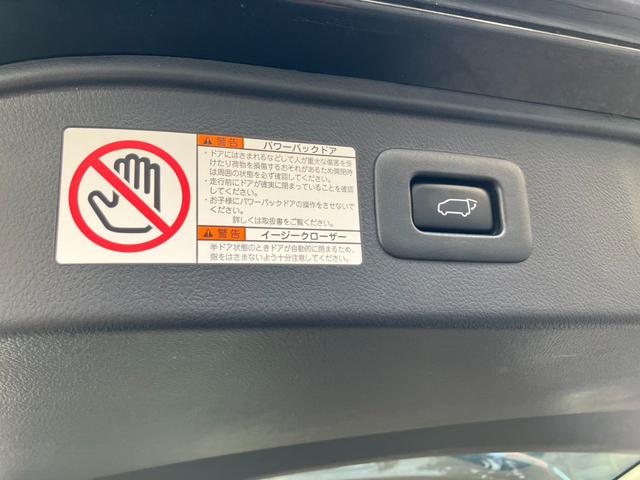 警告 パワーバックドア
・ドアにはさまれるなどして人が重大な傷害を受
けたり荷物を損傷するおそれがあるため開閉時
は周囲の状態を必ず確認してください。
・走行前にドアが確実に閉まっていることを確認
してください。
・お子様にパワーバックドアの操作をさせないで
ください。 詳しくは取扱書をご覧ください。
警告 イージークローザー
半ドア状態のときドアが自動的に閉まるため、
指をはさまないよう十分注意してください。